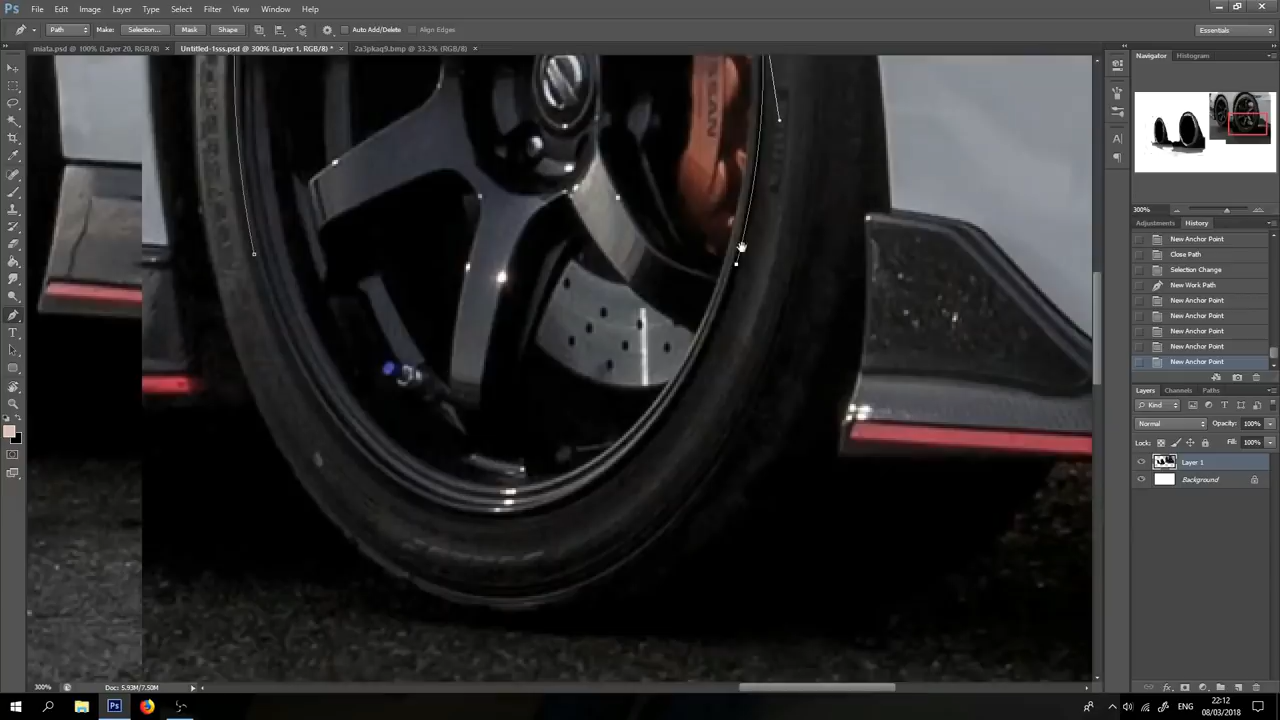 Ps File Edit Image Layer Type Select Filter View Window Help
Path Make: Selection... Mask Shape Auto Add/Delete Align Edges Essentials
miata.psd @ 100% (Layer 20, RGB/8) * × Untitled-1sss.psd @ 300% (Layer 1, RGB/8) * × 2a3pkaq9.bmp @ 33.3% (RGB/8) * ×
Navigator Histogram
300%
Adjustments History
New Anchor Point
Close Path
Selection Change
New Work Path
New Anchor Point
New Anchor Point
New Anchor Point
New Anchor Point
New Anchor Point
Layers Channels Paths
Kind
Normal Opacity: 100%
Lock: Fill: 100%
Layer 1
Background
NISSAN
300% Doc: 5.93M/7.50M
ENG 22:12
08/03/2018